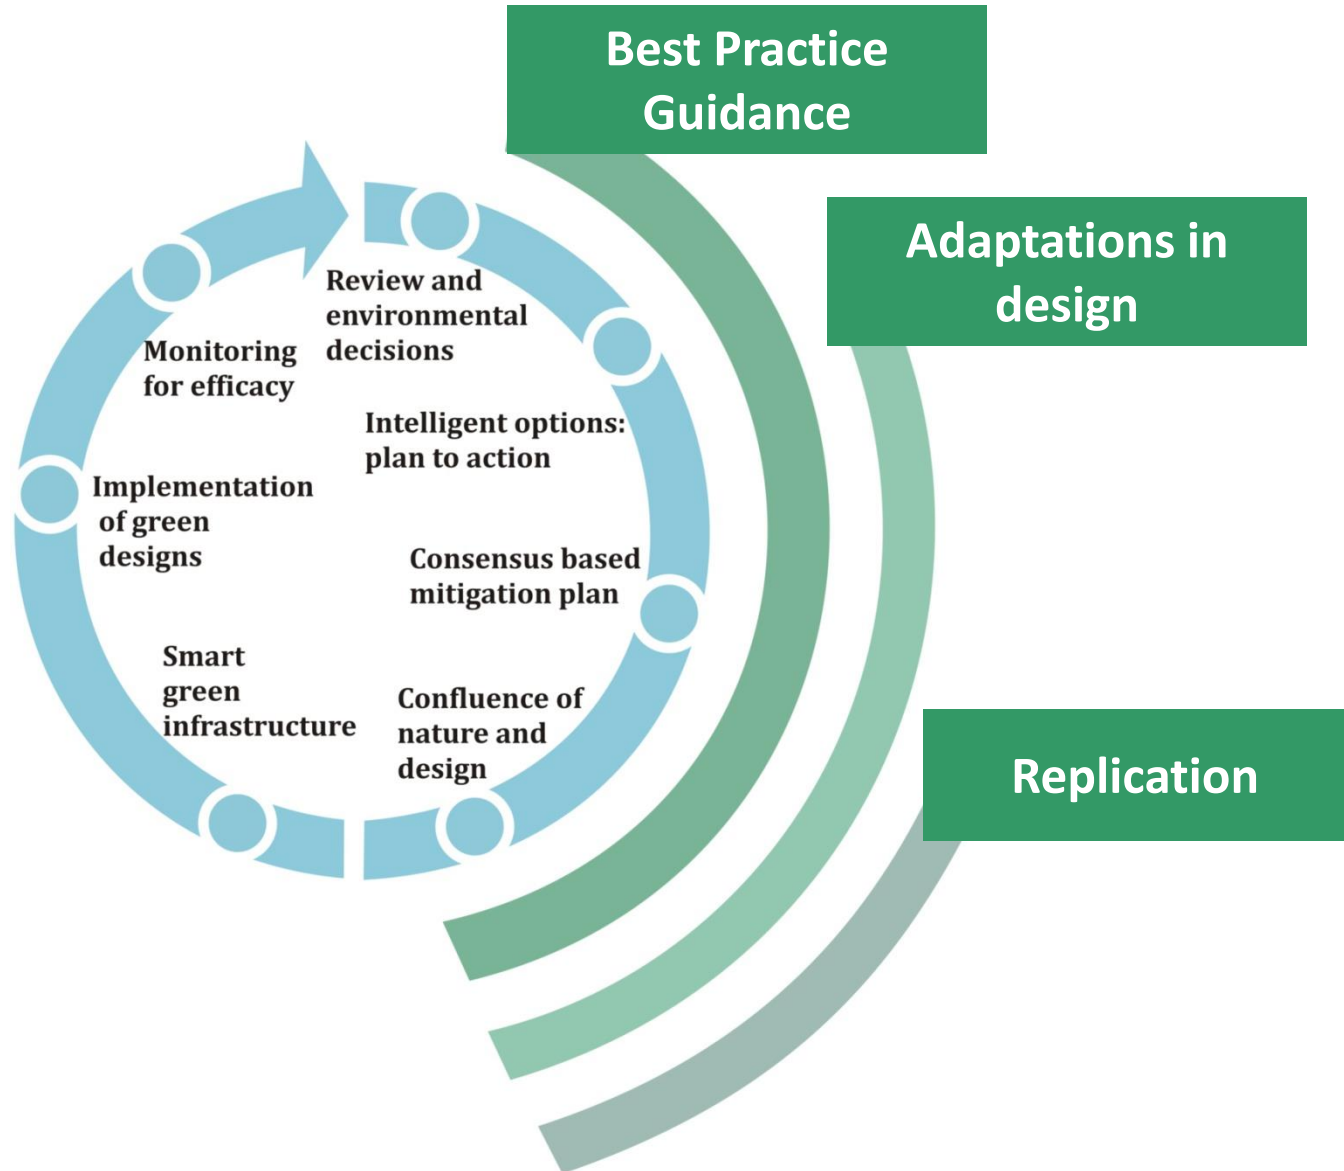 Best Practice
Guidance
Adaptations in
design
Review and
environmental
decisions
Monitoring
for efficacy
Intelligent options:
plan to action
Implementation
of green
designs
Consensus based
mitigation plan
Smart
green
infrastructure
Confluence of
nature and
design
Replication